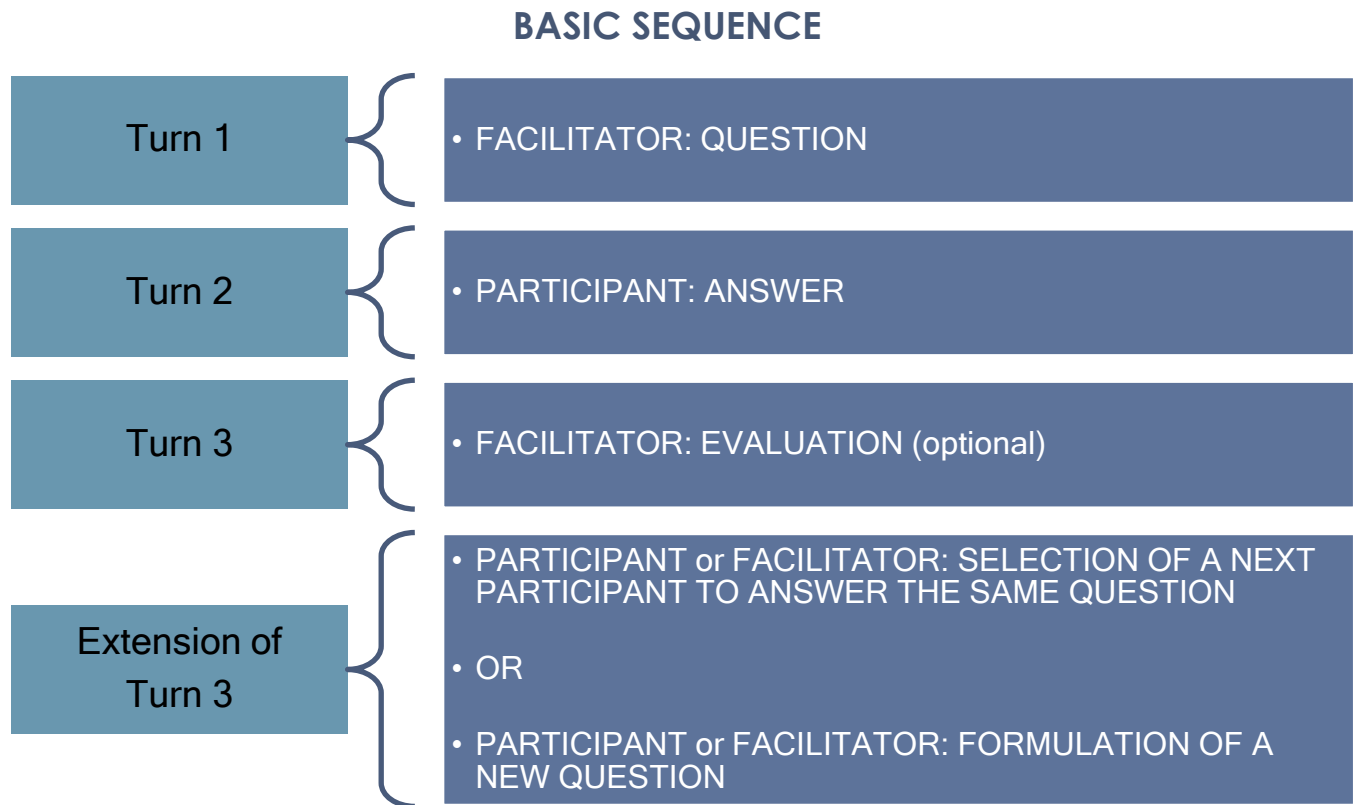 BASIC SEQUENCE
Turn 1
• FACILITATOR: QUESTION
Turn 2
• PARTICIPANT: ANSWER
Turn 3
• FACILITATOR: EVALUATION (optional)
Extension of
Turn 3
• PARTICIPANT or FACILITATOR: SELECTION OF A NEXT
PARTICIPANT TO ANSWER THE SAME QUESTION
• OR
• PARTICIPANT or FACILITATOR: FORMULATION OF A
NEW QUESTION